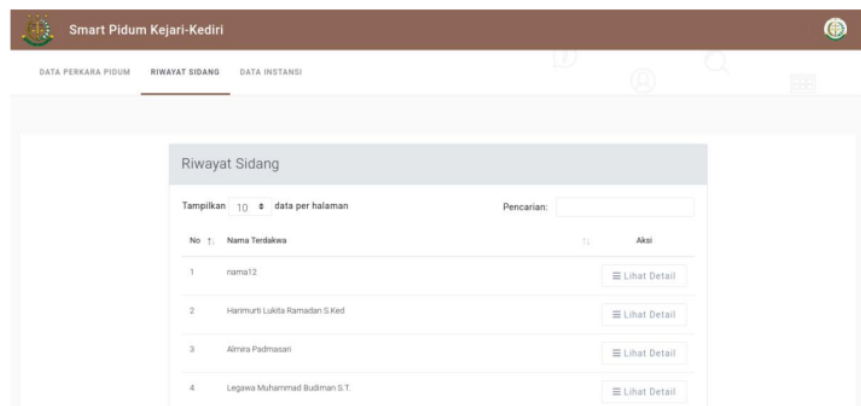 Smart Pidum Kejari-Kediri
DATA PERKARA PIDUM RIWAYAT SIDANG DATA INSTANSI
Riwayat Sidang
Tampilkan 10 data per halaman Pencarian:
No Nama Terdakwa Aksi
1 nama12 Lihat Detail
2 Harimurti Lukita Ramadan S.Ked Lihat Detail
3 Almira Padmasari Lihat Detail
4 Legawa Muhammad Budiman S.T. Lihat Detail